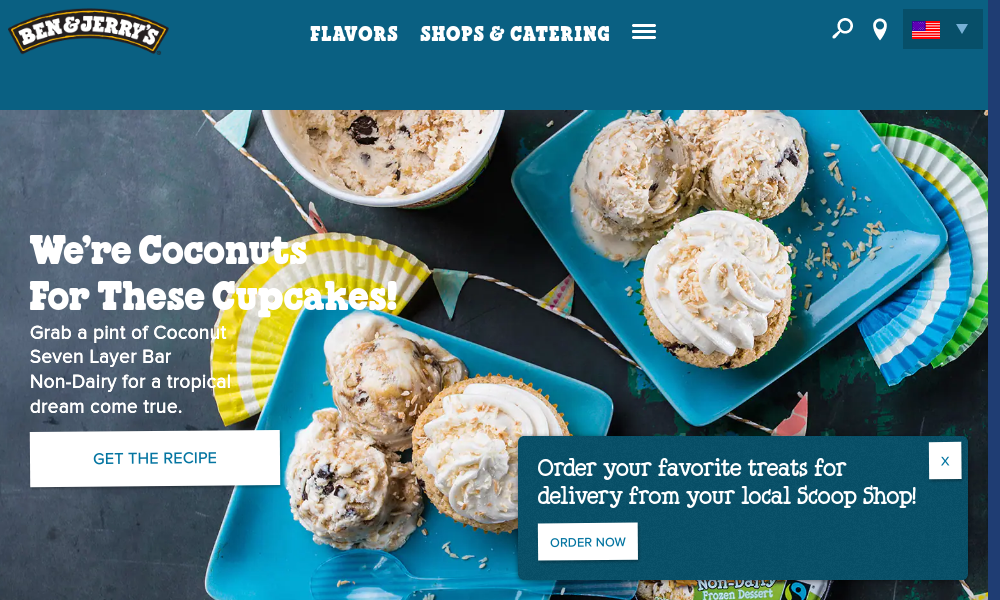 BEN & JERRY'S
FLAVORS
SHOPS & CATERING
We're Coconuts
For These Cupcakes!
Grab a pint of Coconut
Seven Layer Bar
Non-Dairy for a tropical
dream come true.
GET THE RECIPE
Order your favorite treats for
delivery from your local Scoop Shop!
X
ORDER NOW
Non-Dairy
Frozen Dessert